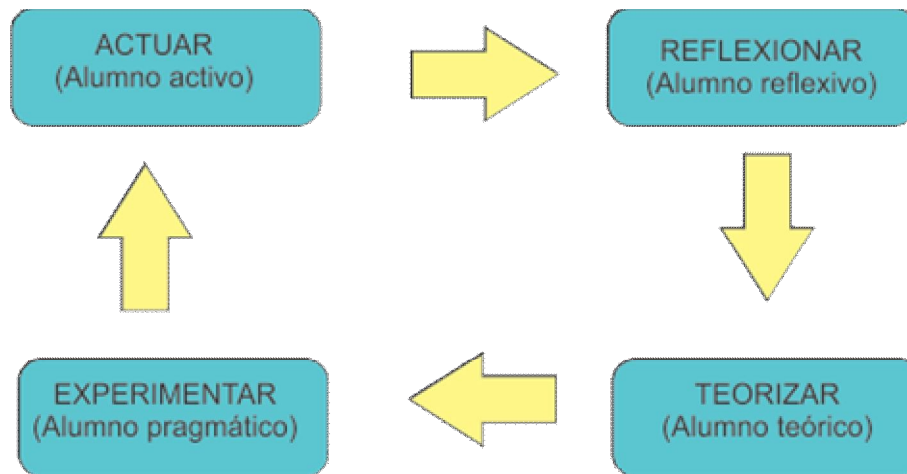 ACTUAR
(Alumno activo)
REFLEXIONAR
(Alumno reflexivo)
EXPERIMENTAR
(Alumno pragmático)
TEORIZAR
(Alumno teórico)